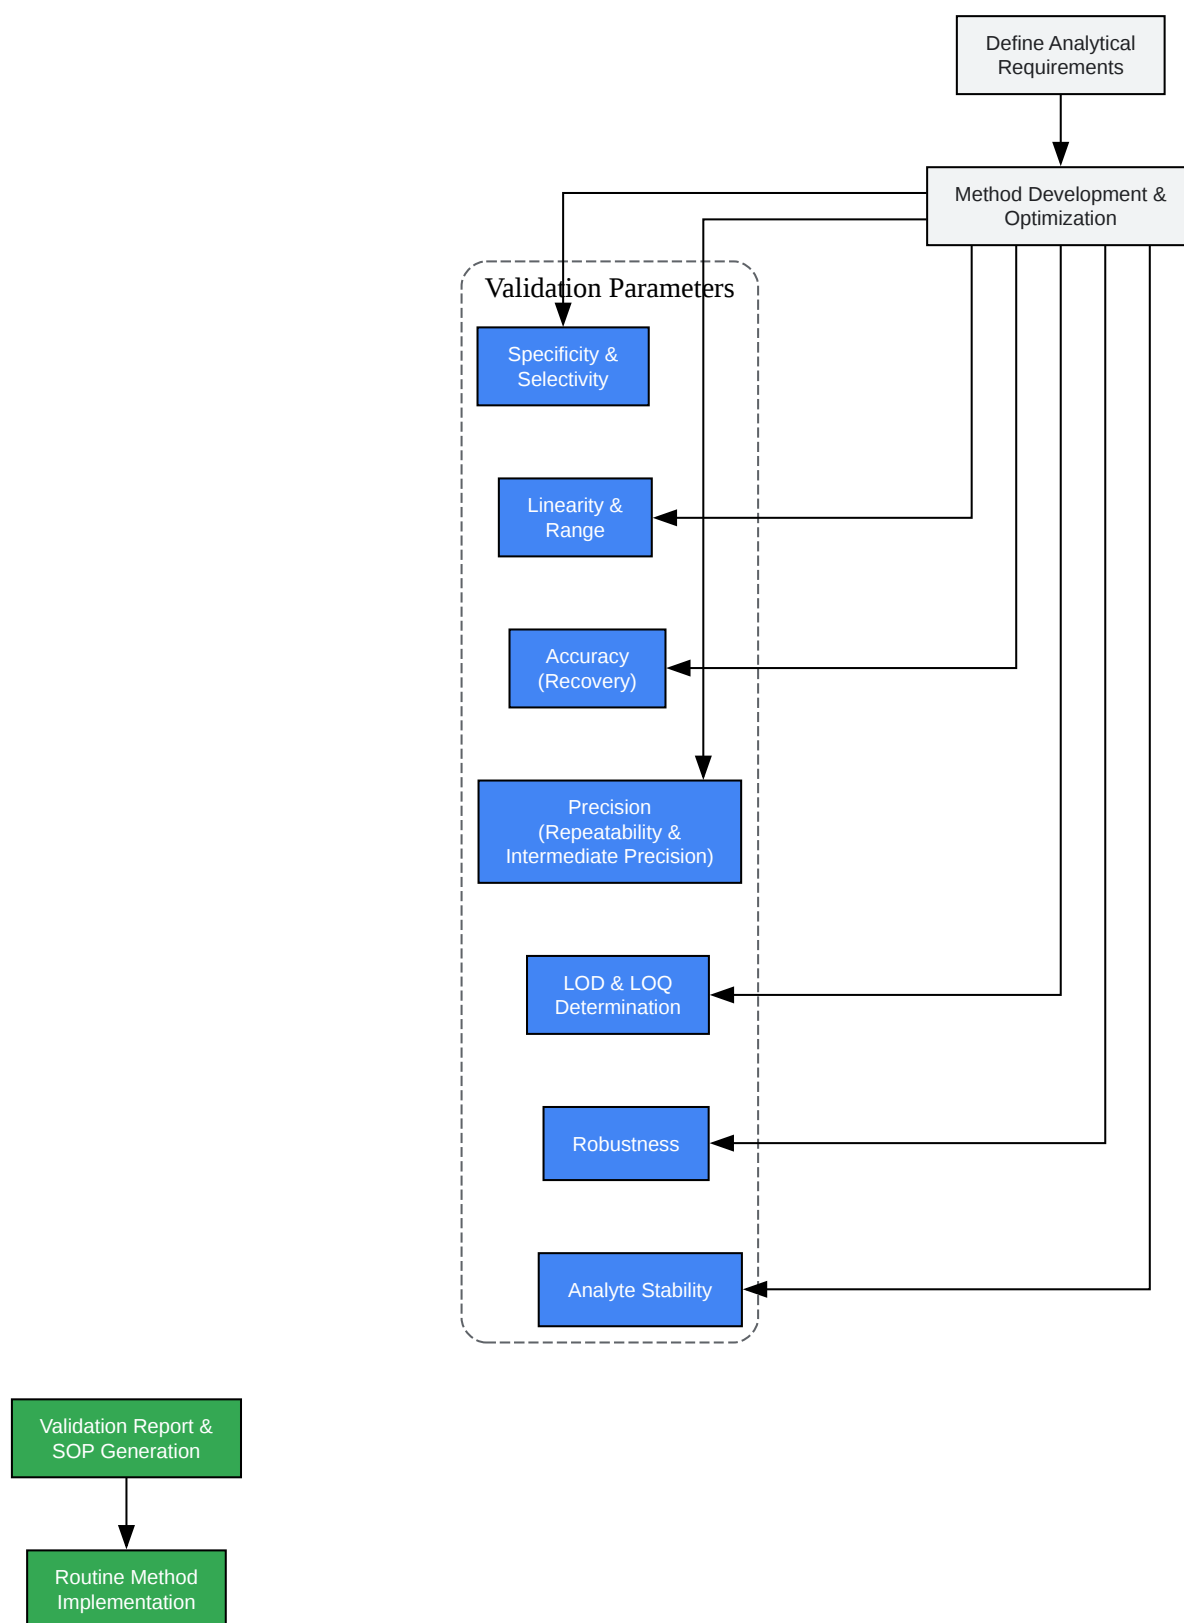 Define Analytical
Requirements
Method Development &
Optimization
Validation Parameters
Specificity &
Selectivity
Linearity &
Range
Accuracy
(Recovery)
Precision
(Repeatability &
Intermediate Precision)
LOD & LOQ
Determination
Robustness
Analyte Stability
Validation Report &
SOP Generation
Routine Method
Implementation